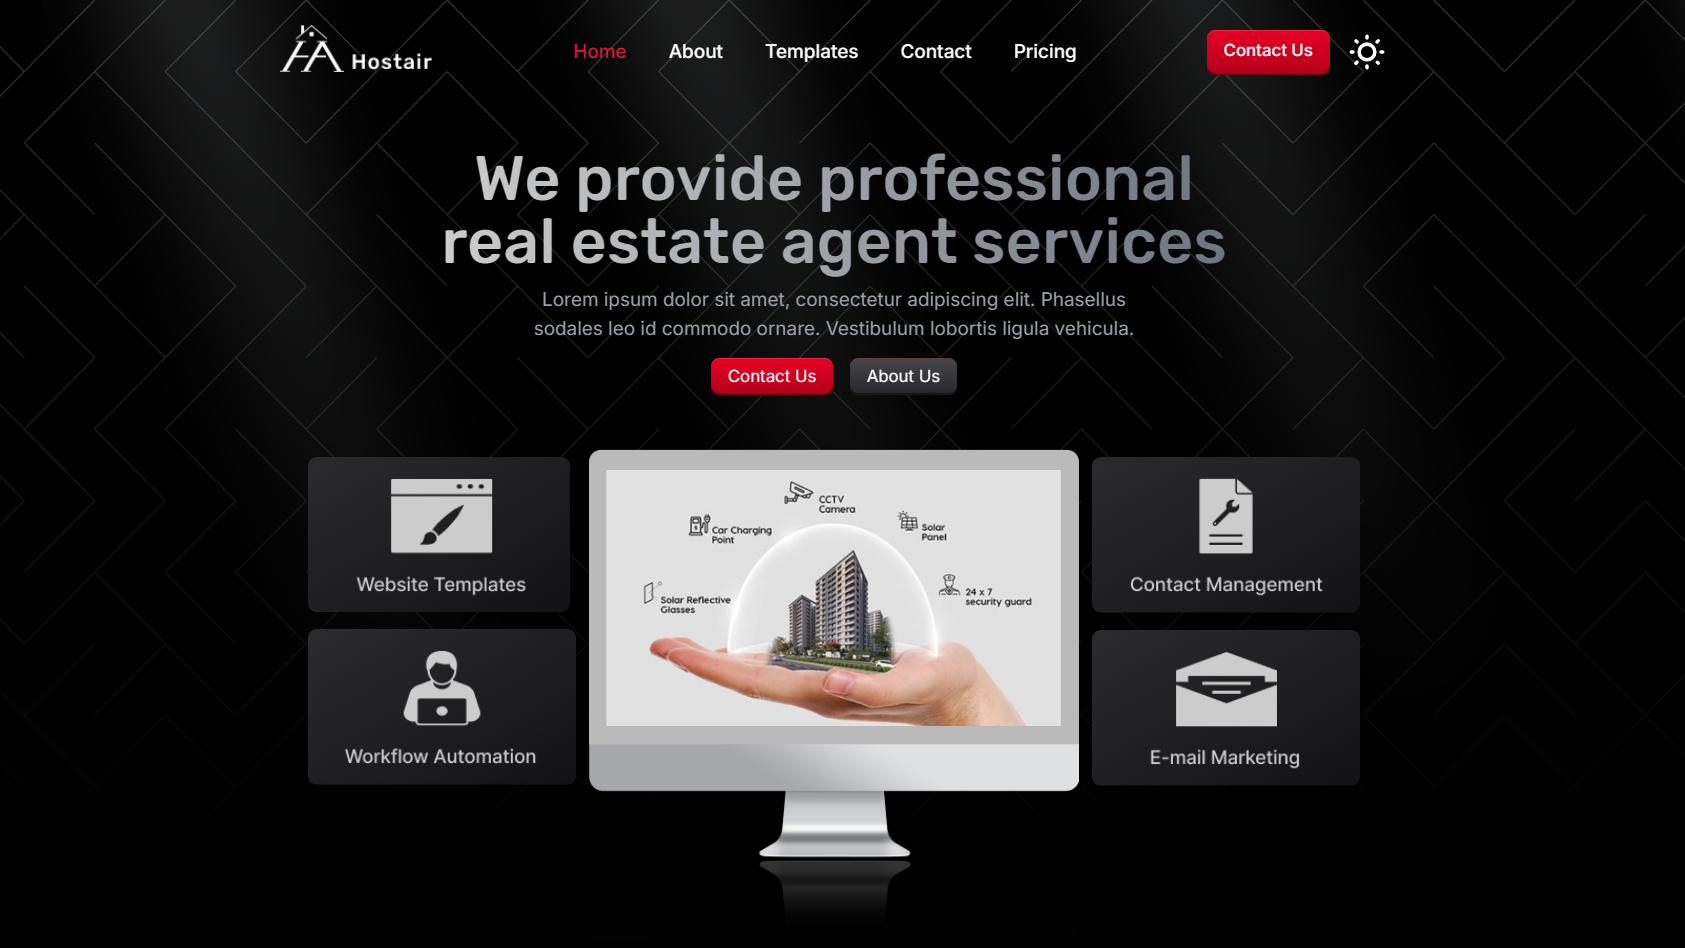 Hostair
Home
About
Templates
Contact
Pricing
Contact Us
We provide professional
real estate agent services
Lorem ipsum dolor sit amet, consectetur adipiscing elit. Phasellus
sodales leo id commodo ornare. Vestibulum lobortis ligula vehicula.
Contact Us
About Us
Website Templates
Workflow Automation
CCTV
Camera
Car Charging
Point
Solar
Panel
Solar Reflective
Glasses
24 x 7
security guard
Contact Management
E-mail Marketing